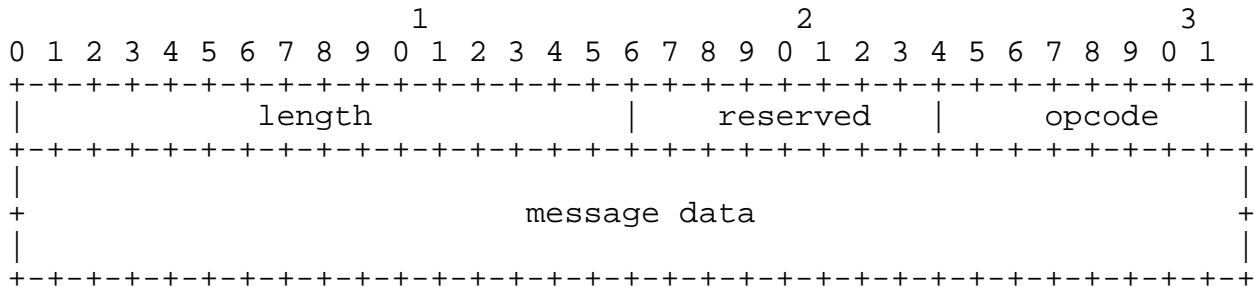 1                   2                   3
0 1 2 3 4 5 6 7 8 9 0 1 2 3 4 5 6 7 8 9 0 1 2 3 4 5 6 7 8 9 0 1
+-+-+-+-+-+-+-+-+-+-+-+-+-+-+-+-+-+-+-+-+-+-+-+-+-+-+-+-+-+-+-+-+
|            length             |    reserved   |     opcode    |
+-+-+-+-+-+-+-+-+-+-+-+-+-+-+-+-+-+-+-+-+-+-+-+-+-+-+-+-+-+-+-+-+
|                                                               |
+                          message data                         +
|                                                               |
+-+-+-+-+-+-+-+-+-+-+-+-+-+-+-+-+-+-+-+-+-+-+-+-+-+-+-+-+-+-+-+-+